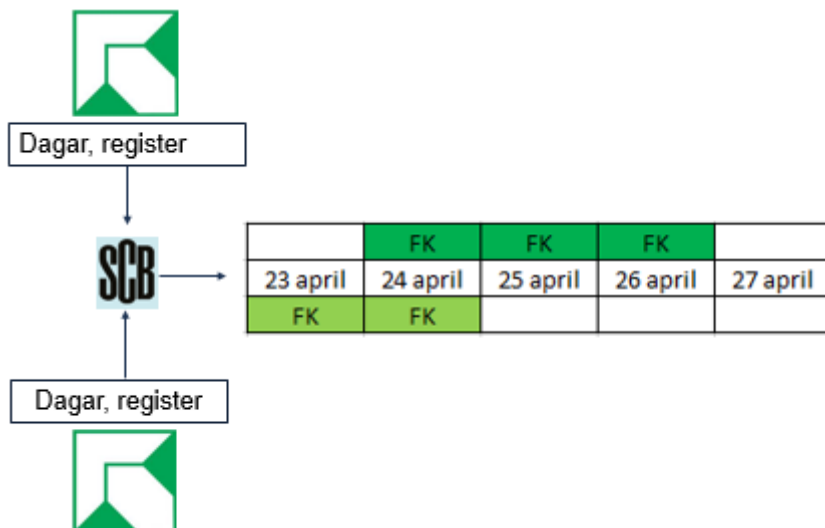 Dagar, register
SCB
FK FK FK
23 april 24 april 25 april 26 april 27 april
FK FK
Dagar, register